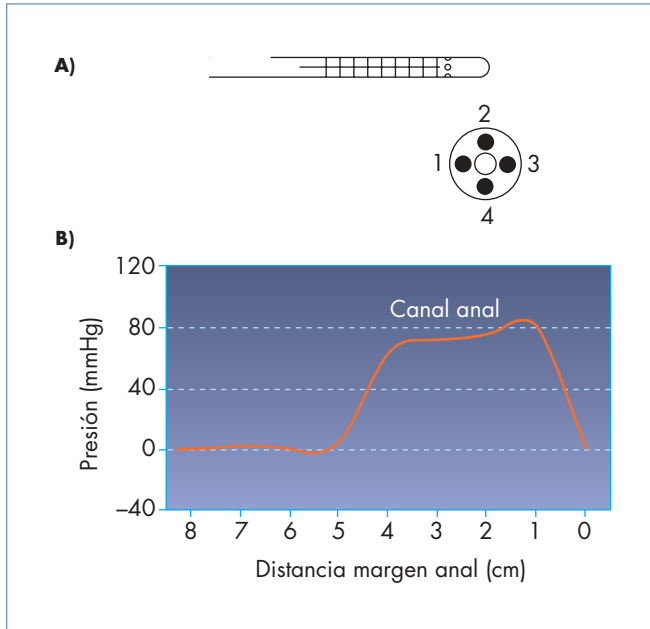 A)
2
1 3
4
B)
120
80
40
0
–40
Canal anal
Presión (mmHg)
8 7 6 5 4 3 2 1 0
Distancia margen anal (cm)